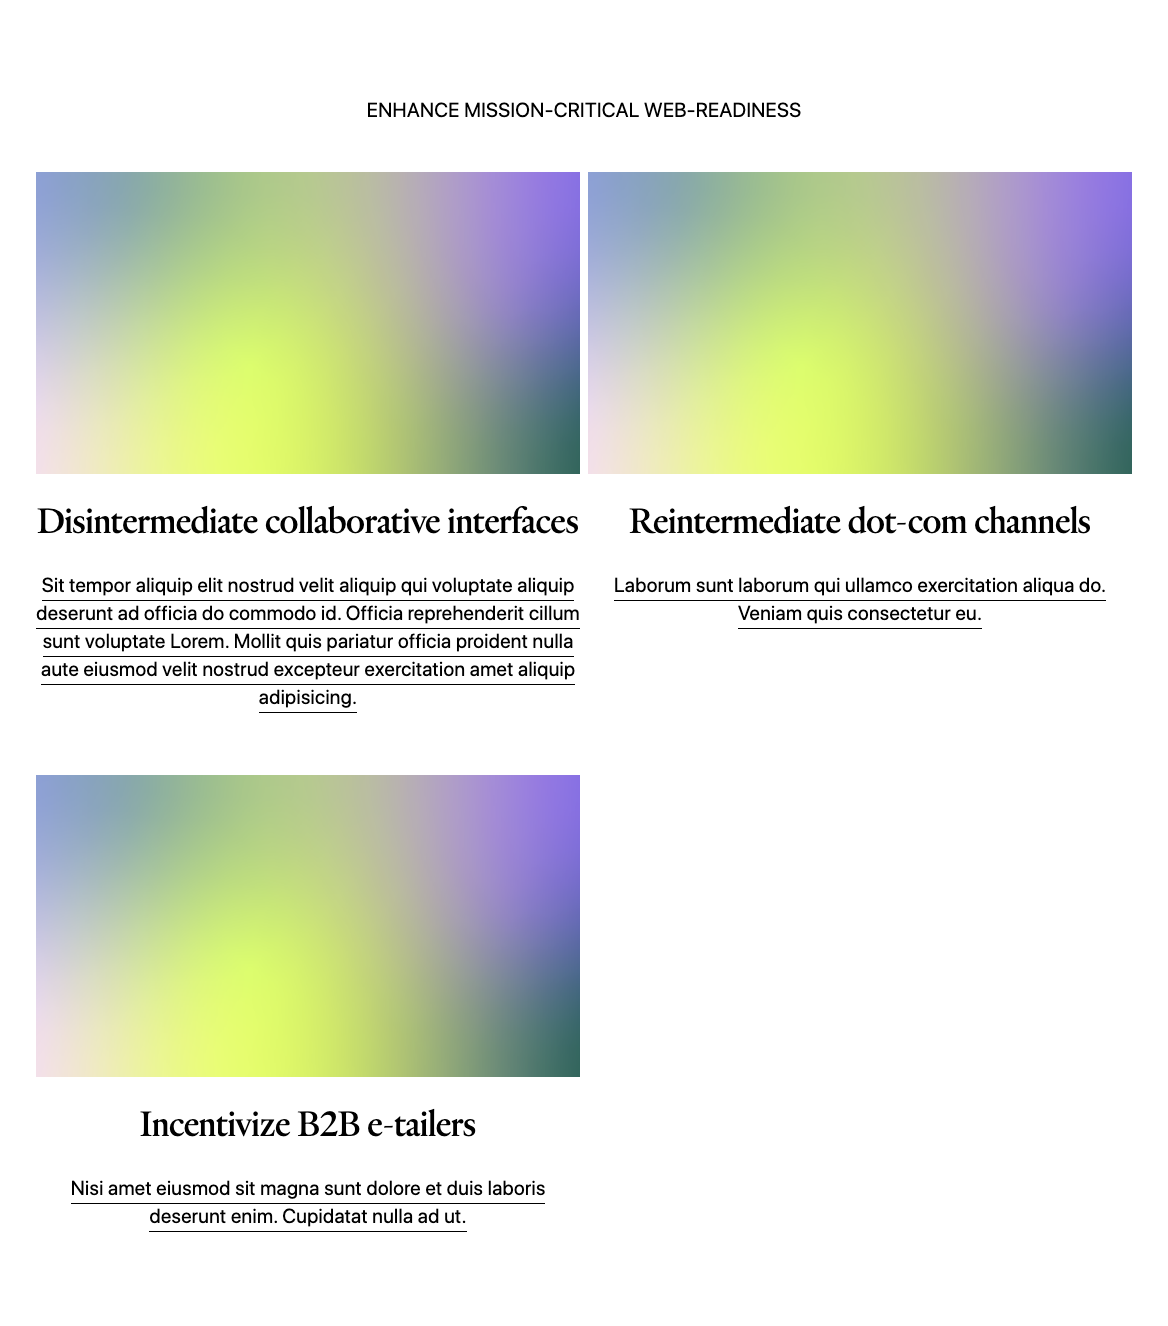 ENHANCE MISSION-CRITICAL WEB-READINESS
Disintermediate collaborative interfaces
Sit tempor aliquip elit nostrud velit aliquip qui voluptate aliquip
deserunt ad officia do commodo id. Officia reprehenderit cillum
sunt voluptate Lorem. Mollit quis pariatur officia proident nulla
aute eiusmod velit nostrud excepteur exercitation amet aliquip
adipisicing.
Reintermediate dot-com channels
Laborum sunt laborum qui ullamco exercitation aliqua do.
Veniam quis consectetur eu.
Incentivize B2B e-tailers
Nisi amet eiusmod sit magna sunt dolore et duis laboris
deserunt enim. Cupidatat nulla ad ut.